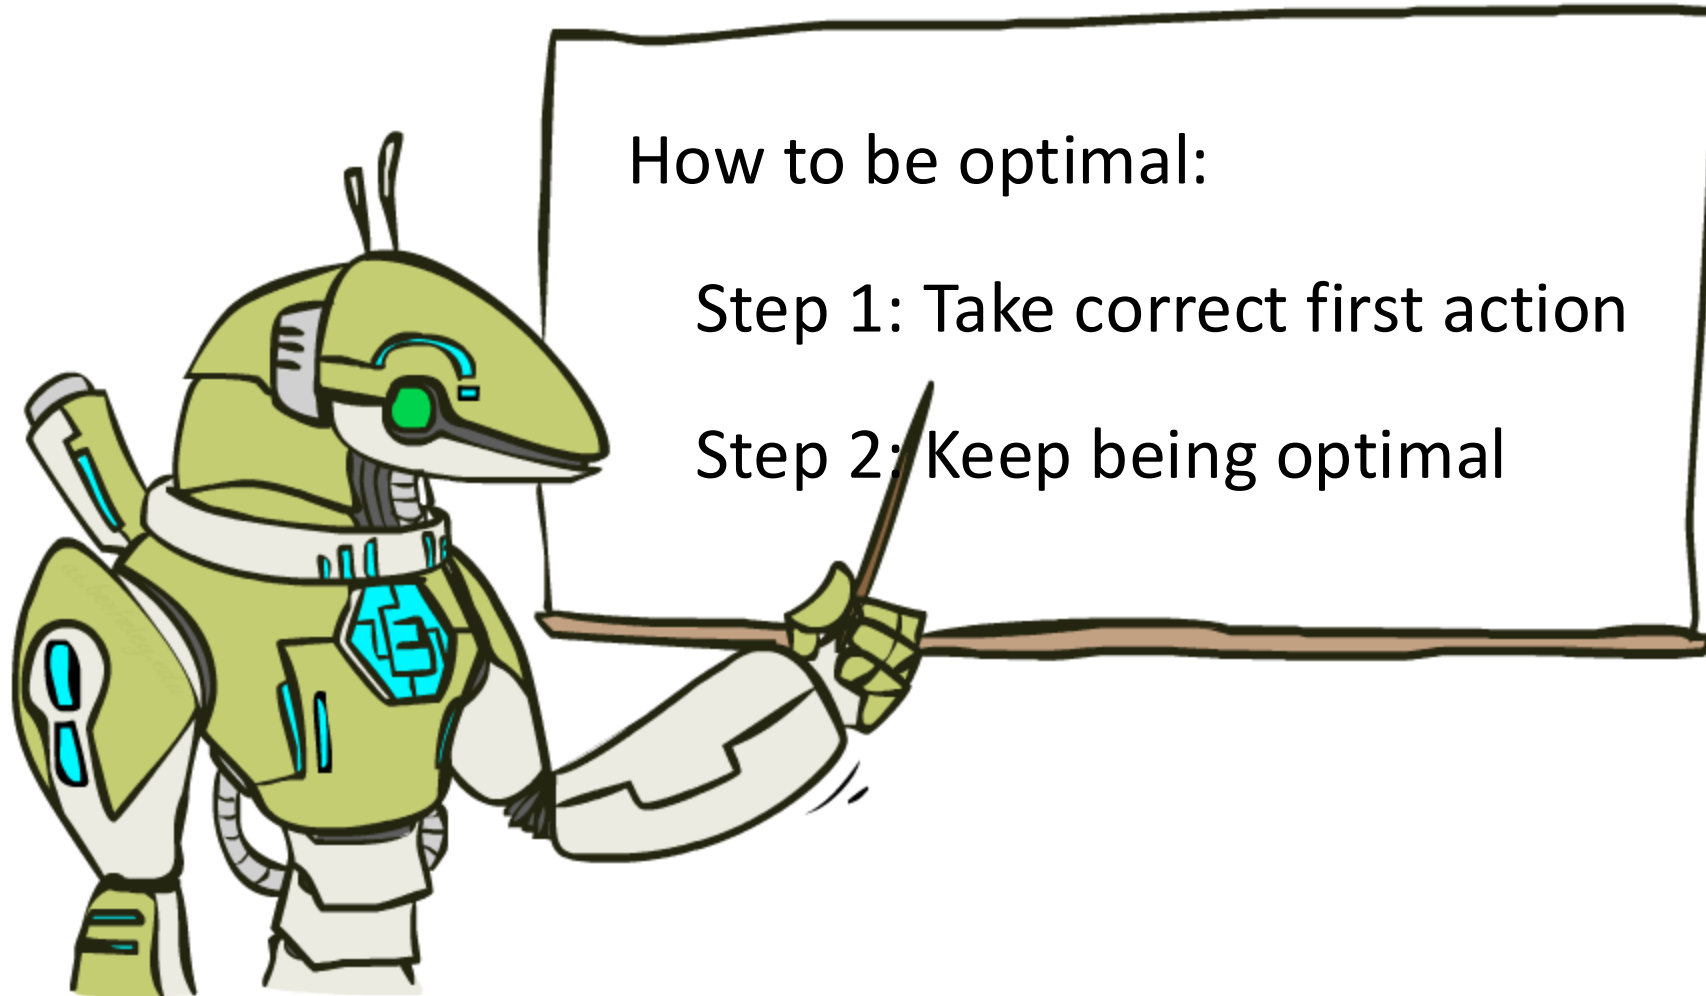 How to be optimal:
Step 1: Take correct first action
Step 2: Keep being optimal